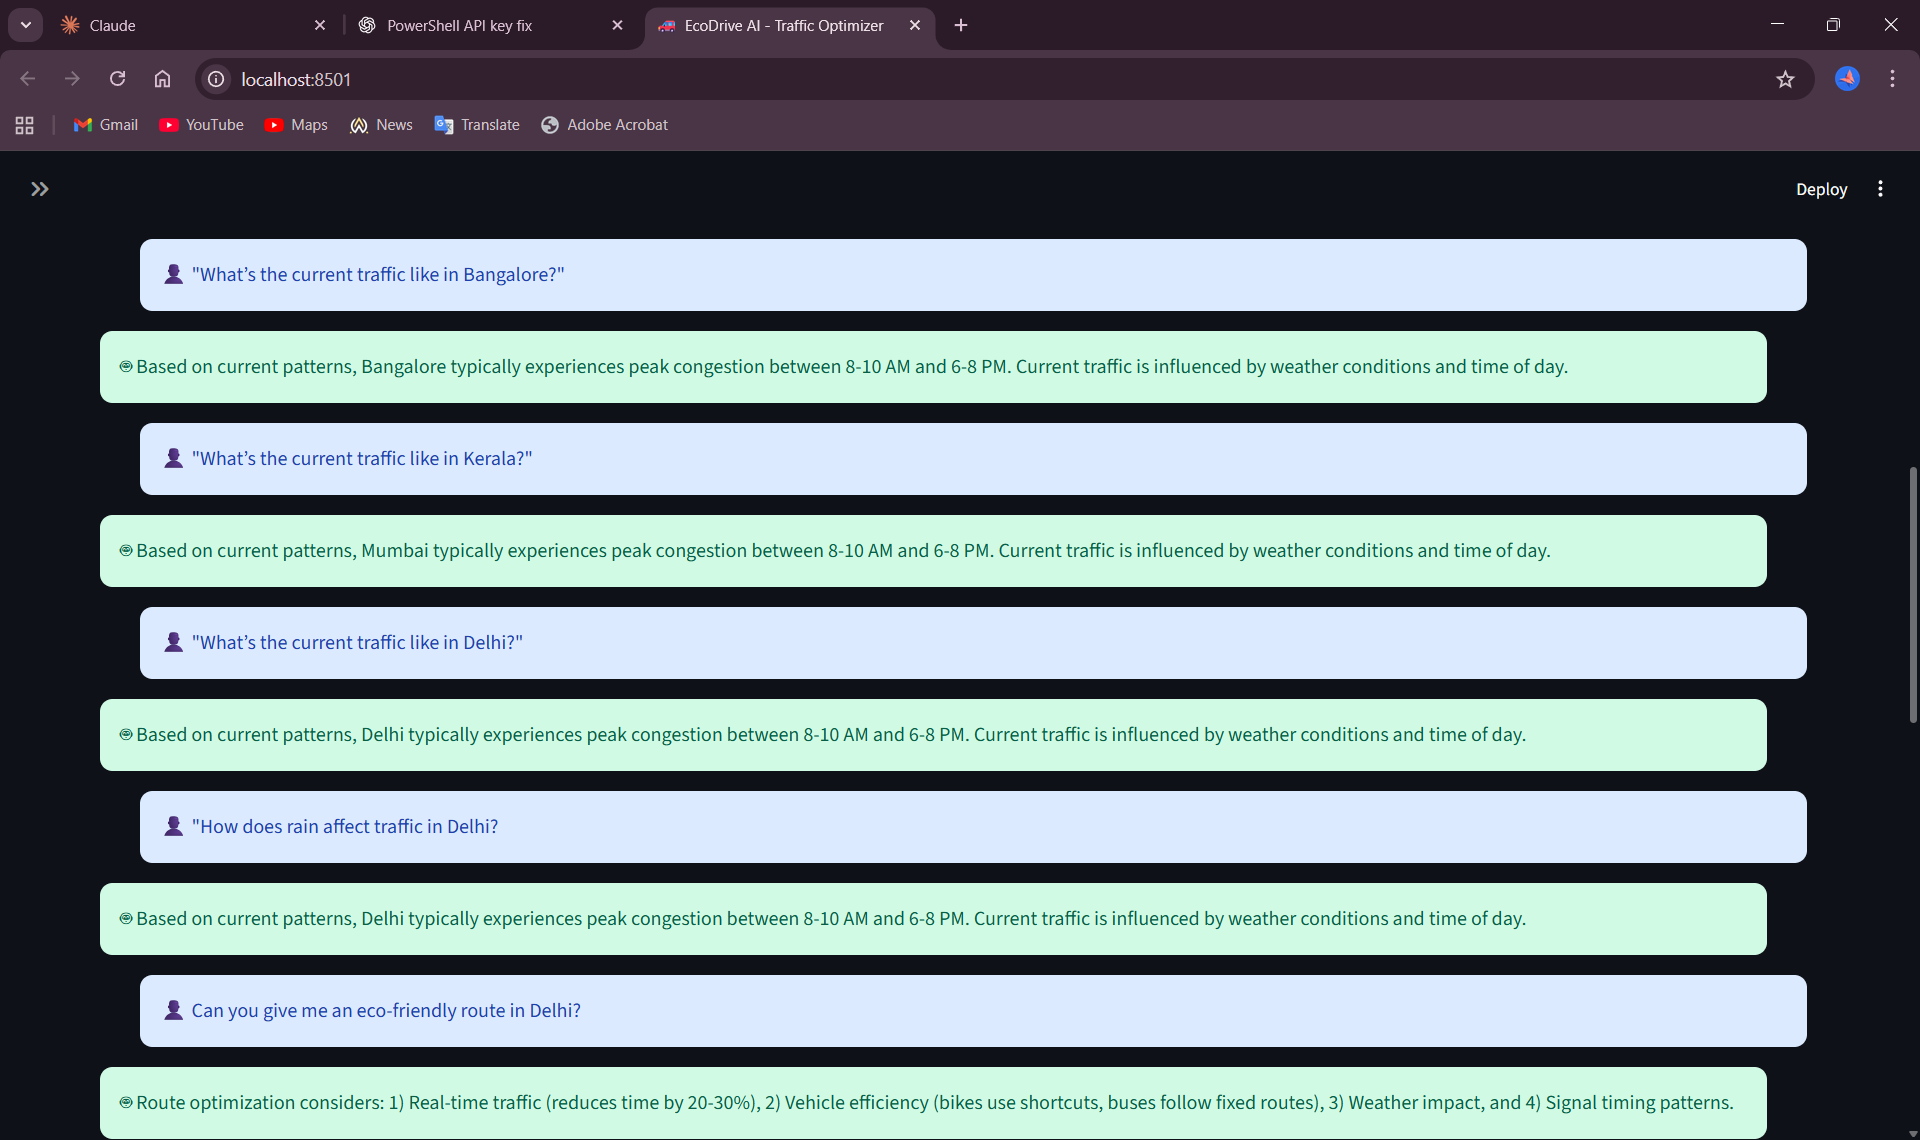 Claude
PowerShell API key fix
EcoDrive AI - Traffic Optimizer
localhost:8501
Gmail
YouTube
Maps
News
Translate
Adobe Acrobat
Deploy
"What’s the current traffic like in Bangalore?"
Based on current patterns, Bangalore typically experiences peak congestion between 8-10 AM and 6-8 PM. Current traffic is influenced by weather conditions and time of day.
"What’s the current traffic like in Kerala?"
Based on current patterns, Mumbai typically experiences peak congestion between 8-10 AM and 6-8 PM. Current traffic is influenced by weather conditions and time of day.
"What’s the current traffic like in Delhi?"
Based on current patterns, Delhi typically experiences peak congestion between 8-10 AM and 6-8 PM. Current traffic is influenced by weather conditions and time of day.
"How does rain affect traffic in Delhi?
Based on current patterns, Delhi typically experiences peak congestion between 8-10 AM and 6-8 PM. Current traffic is influenced by weather conditions and time of day.
Can you give me an eco-friendly route in Delhi?
Route optimization considers: 1) Real-time traffic (reduces time by 20-30%), 2) Vehicle efficiency (bikes use shortcuts, buses follow fixed routes), 3) Weather impact, and 4) Signal timing patterns.